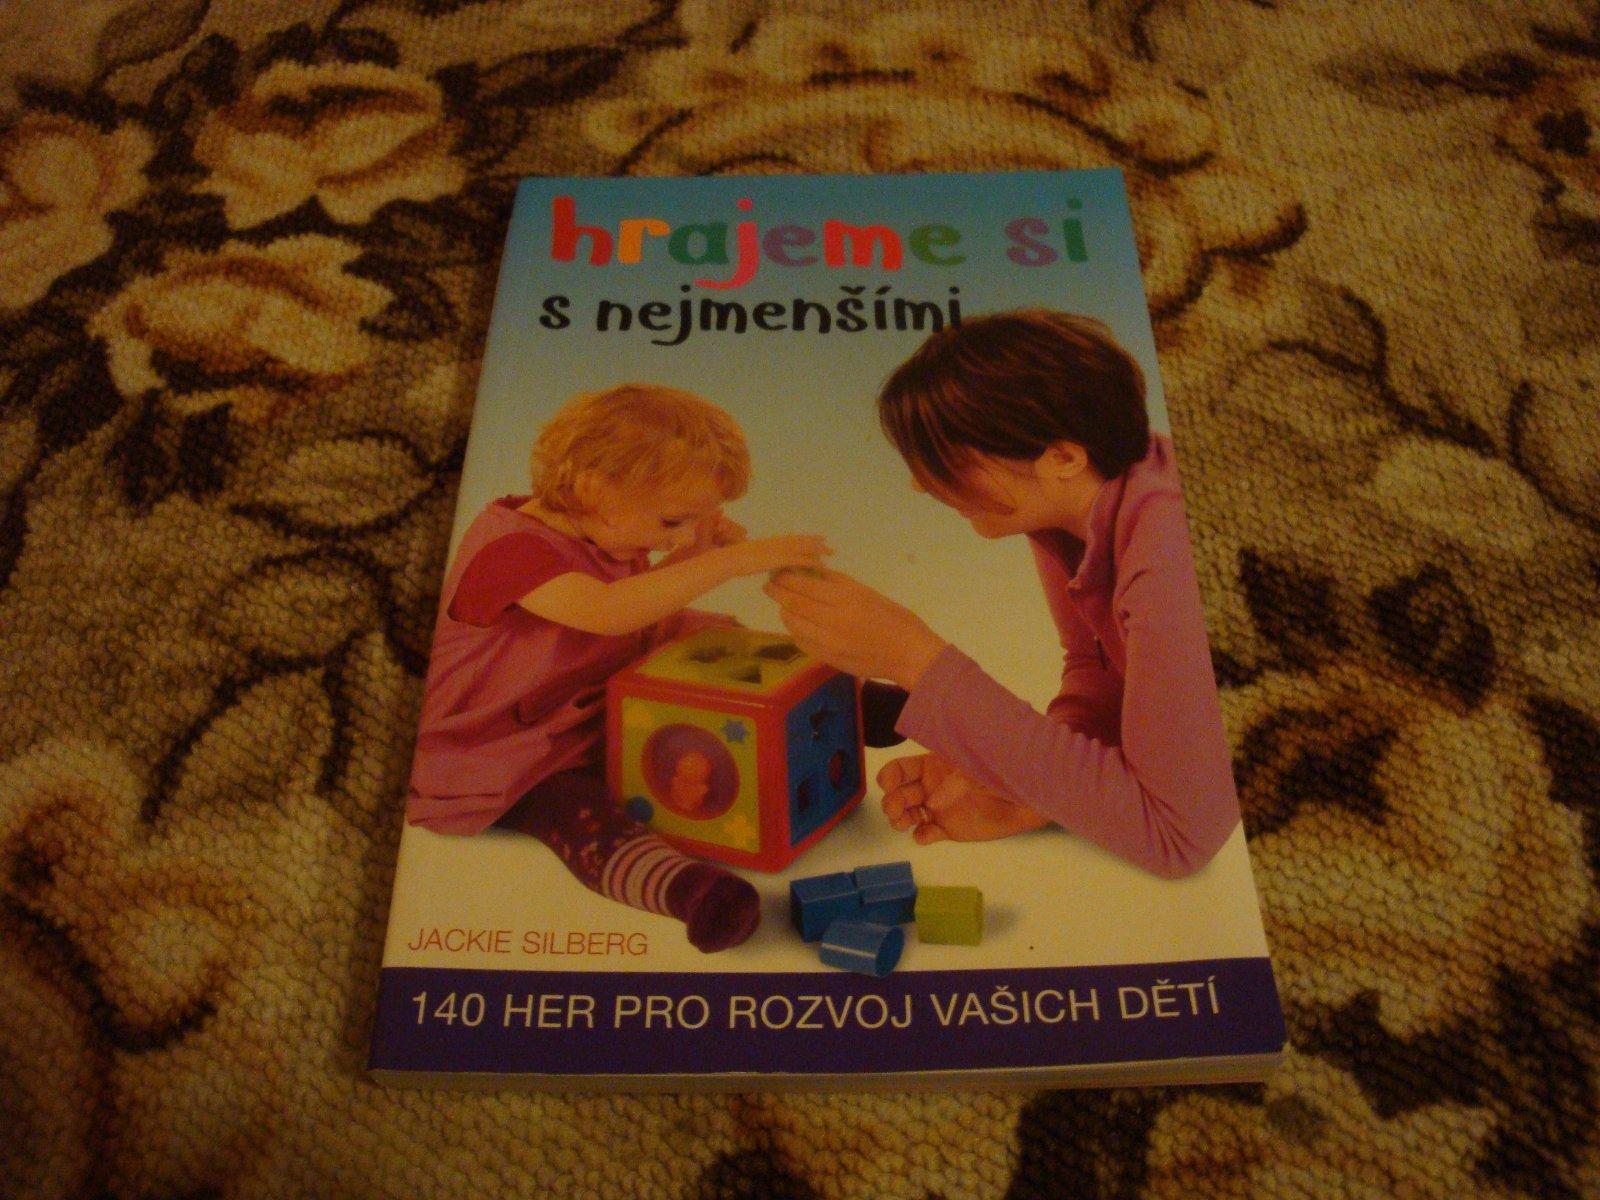 hrajeme si
s nejmenšími
JACKIE SILBERG
140 HER PRO ROZVOJ VAŠICH DĚTÍ